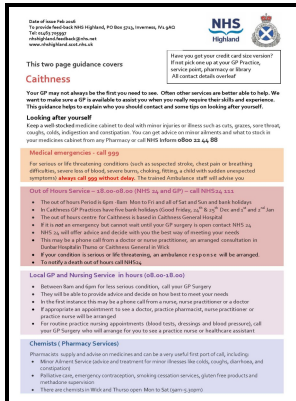 Date of issue Feb 2016
To provide feed-back NHS Highland, PO Box 5713, Inverness, IV1 9AQ
Tel: 01463 705997
nhshighland.feedback@nhs.net
www.nhshighland.scot.nhs.uk
NHS
Highland
This two page guidance covers
Have you got your credit card size version?
If not pick one up at your GP Practice,
service point, pharmacy or library
All contact details overleaf
Caithness
Your GP may not always be the first you need to see. Often other services are better able to help. We
want to make sure a GP is available to assist you when you really require their skills and experience.
This guidance helps to explain who you should contact and some tips on looking after yourself.
Looking after yourself
Keep a well-stocked medicine cabinet to deal with minor injuries or illness such as cuts, grazes, sore throat,
coughs, colds, indigestion and constipation. You can get advice on minor ailments and what to stock in
your medicines cabinet from any Pharmacy or call NHS Inform 0800 22 44 88
Medical emergencies - call 999
For serious or life threatening conditions (such as suspected stroke, chest pain or breathing
difficulties, severe loss of blood, severe burns, choking, fitting, a child with sudden unexpected
symptoms) always call 999 without delay. The trained Ambulance staff will advise you
Out of Hours Service – 18.00-08.00 (NHS 24 and GP) – call NHS24 111
• The out of hours Period is 6pm -8am Mon to Fri and all of Sat and Sun and bank holidays
• In Caithness GP Practices have five bank holidays (Good Friday, 24th & 25th Dec and 1st and 2nd Jan
• The out of hours centre for Caithness is based in Caithness General Hospital
• If it is not an emergency but cannot wait until your GP surgery is open contact NHS 24
• NHS 24 will offer advice and decide with you the best way of meeting your needs
• This may be a phone call from a doctor or nurse practitioner, an arranged consultation in
Dunbar Hospital in Thurso or Caithness General in Wick
• If your condition is serious or life threatening, an ambulance response will be arranged.
• To notify a death out of hours call NHS24
Local GP and Nursing Service in hours (08.00-18.00)
• Between 8am and 6pm for less serious condition, call your GP Surgery
• They will be able to provide advice and decide on how best to meet your needs
• In the first instance this may be a phone call from a nurse, nurse practitioner or a doctor
• If appropriate an appointment to see a doctor, practice pharmacist, nurse practitioner or
practice nurse will be arranged
• For routine practice nursing appointments (blood tests, dressings and blood pressure), call
your GP Surgery who will arrange for you to see a practice nurse or healthcare assistant.
Chemists ( Pharmacy Services)
Pharmacists supply and advise on medicines and can be a very useful first port of call, including:
• Minor Ailment Service (advice and treatment for minor illnesses like colds, coughs, diarrhoea, and
constipation)
• Palliative care, emergency contraception, smoking cessation services, gluten free products and
methadone supervision
• There are chemists in Wick and Thurso open Mon to Sat (9am-5.30pm).